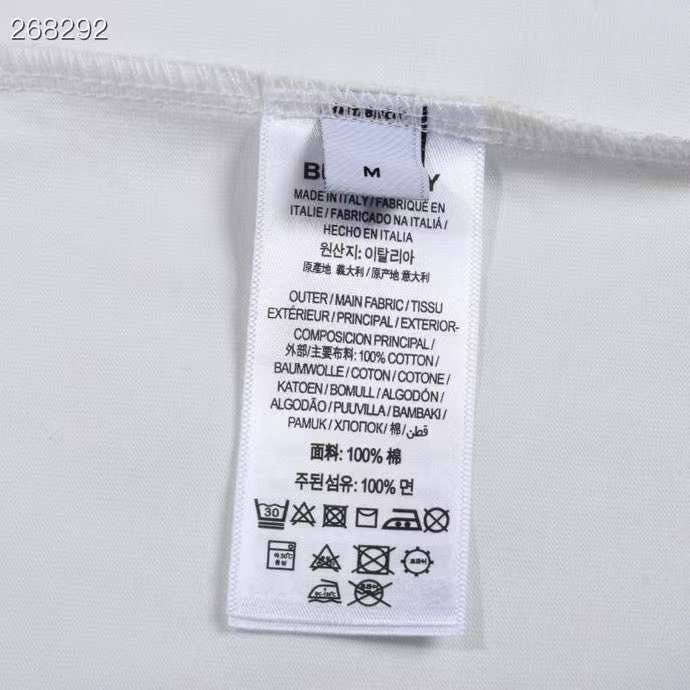 268292
M
MADE IN ITALY / FABRIQUÉ EN
ITALIE / FABRICADO NA ITALIÁ /
HECHO EN ITALIA
원산지: 이탈리아
原產地 義大利 / 原产地 意大利
OUTER / MAIN FABRIC / TISSU
EXTÉRIEUR / PRINCIPAL / EXTERIOR-
COMPOSICION PRINCIPAL /
外部/主要布料: 100% COTTON /
BAUMWOLLE / COTON / COTONE /
KATOEN / BOMULL / ALGODÓN /
ALGODÃO / PUUVILLA / BAMBAKI /
PAMUK / ХЛОПОК / 棉 / قطن
面料: 100% 棉
주된섬유: 100% 면
30